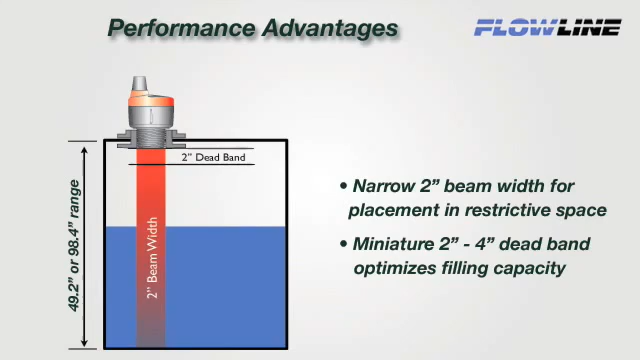 Performance Advantages
FLOWLINE
2” Dead Band
49.2” or 98.4” range
2” Beam Width
• Narrow 2” beam width for
placement in restrictive space
• Miniature 2” - 4” dead band
optimizes filling capacity